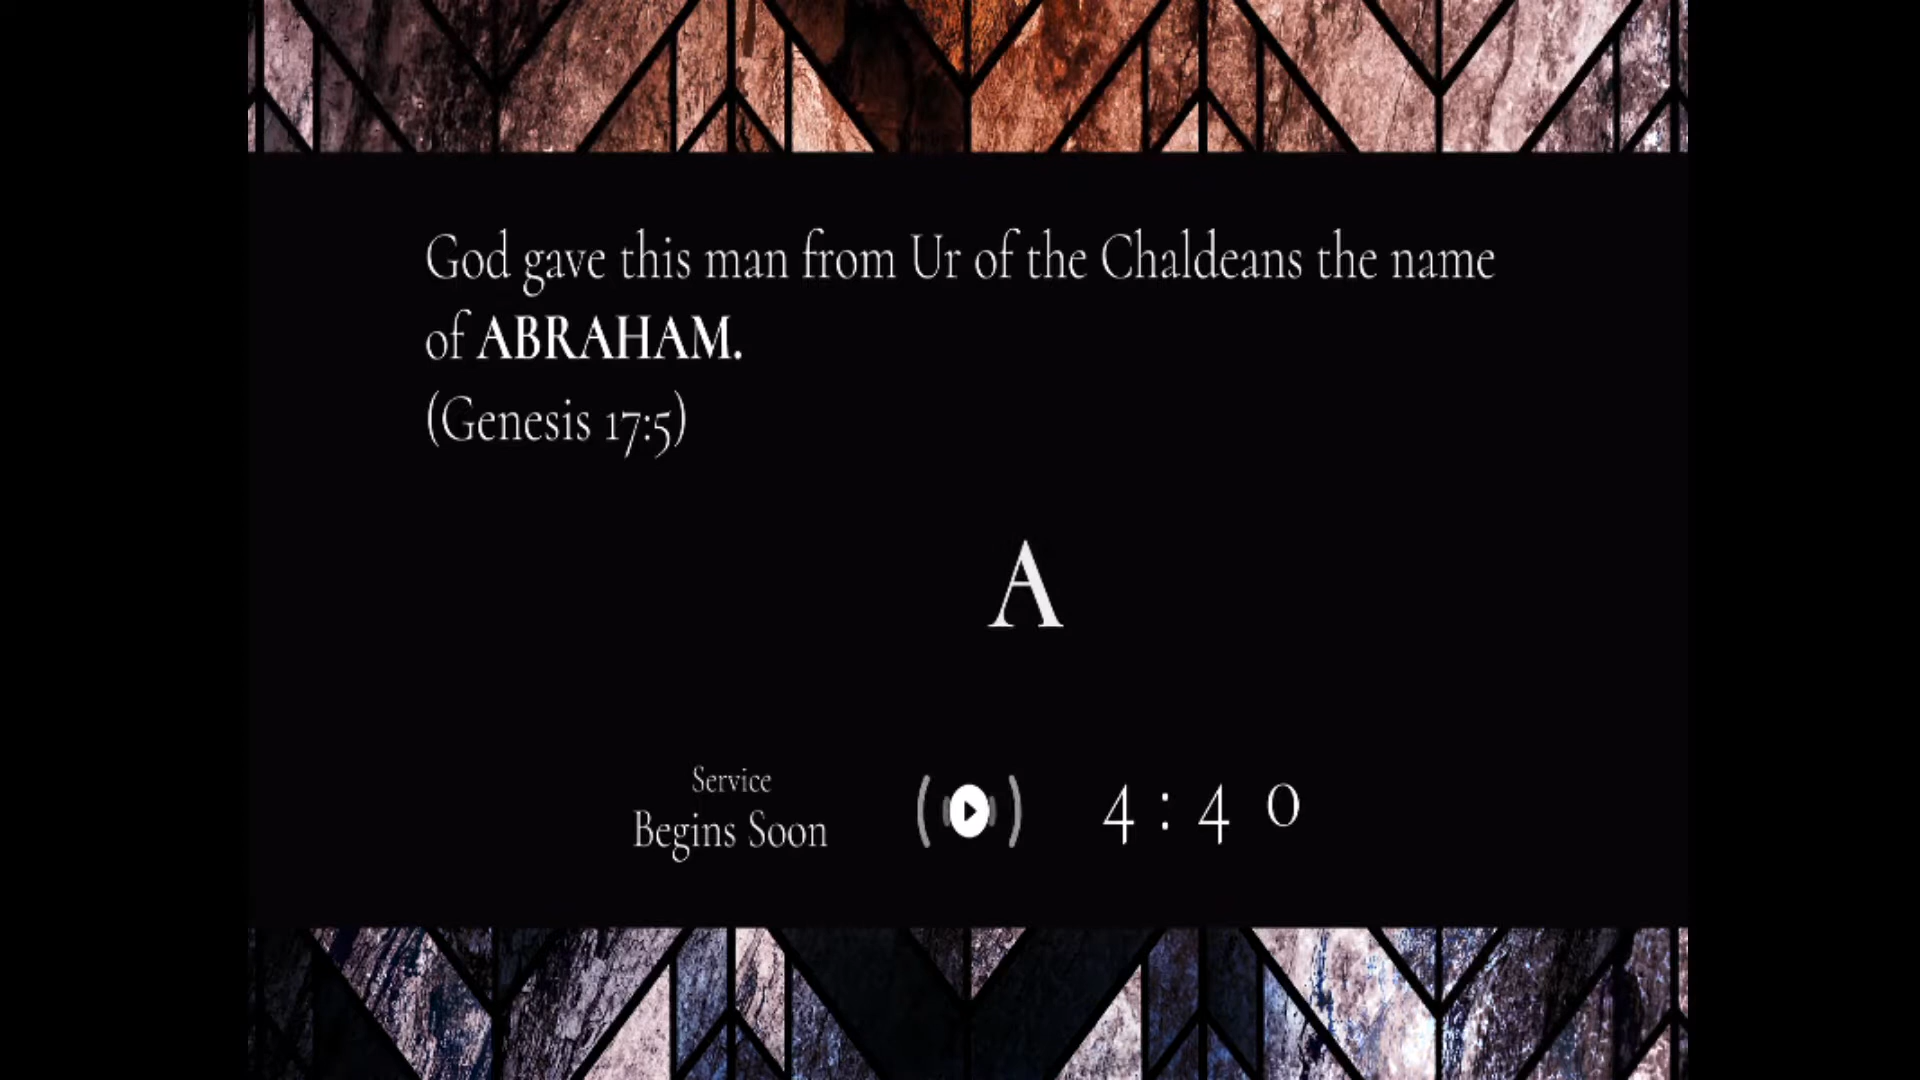 God gave this man from Ur of the Chaldeans the name
of ABRAHAM.
(Genesis 17:5)
A
Service
Begins Soon
4:40